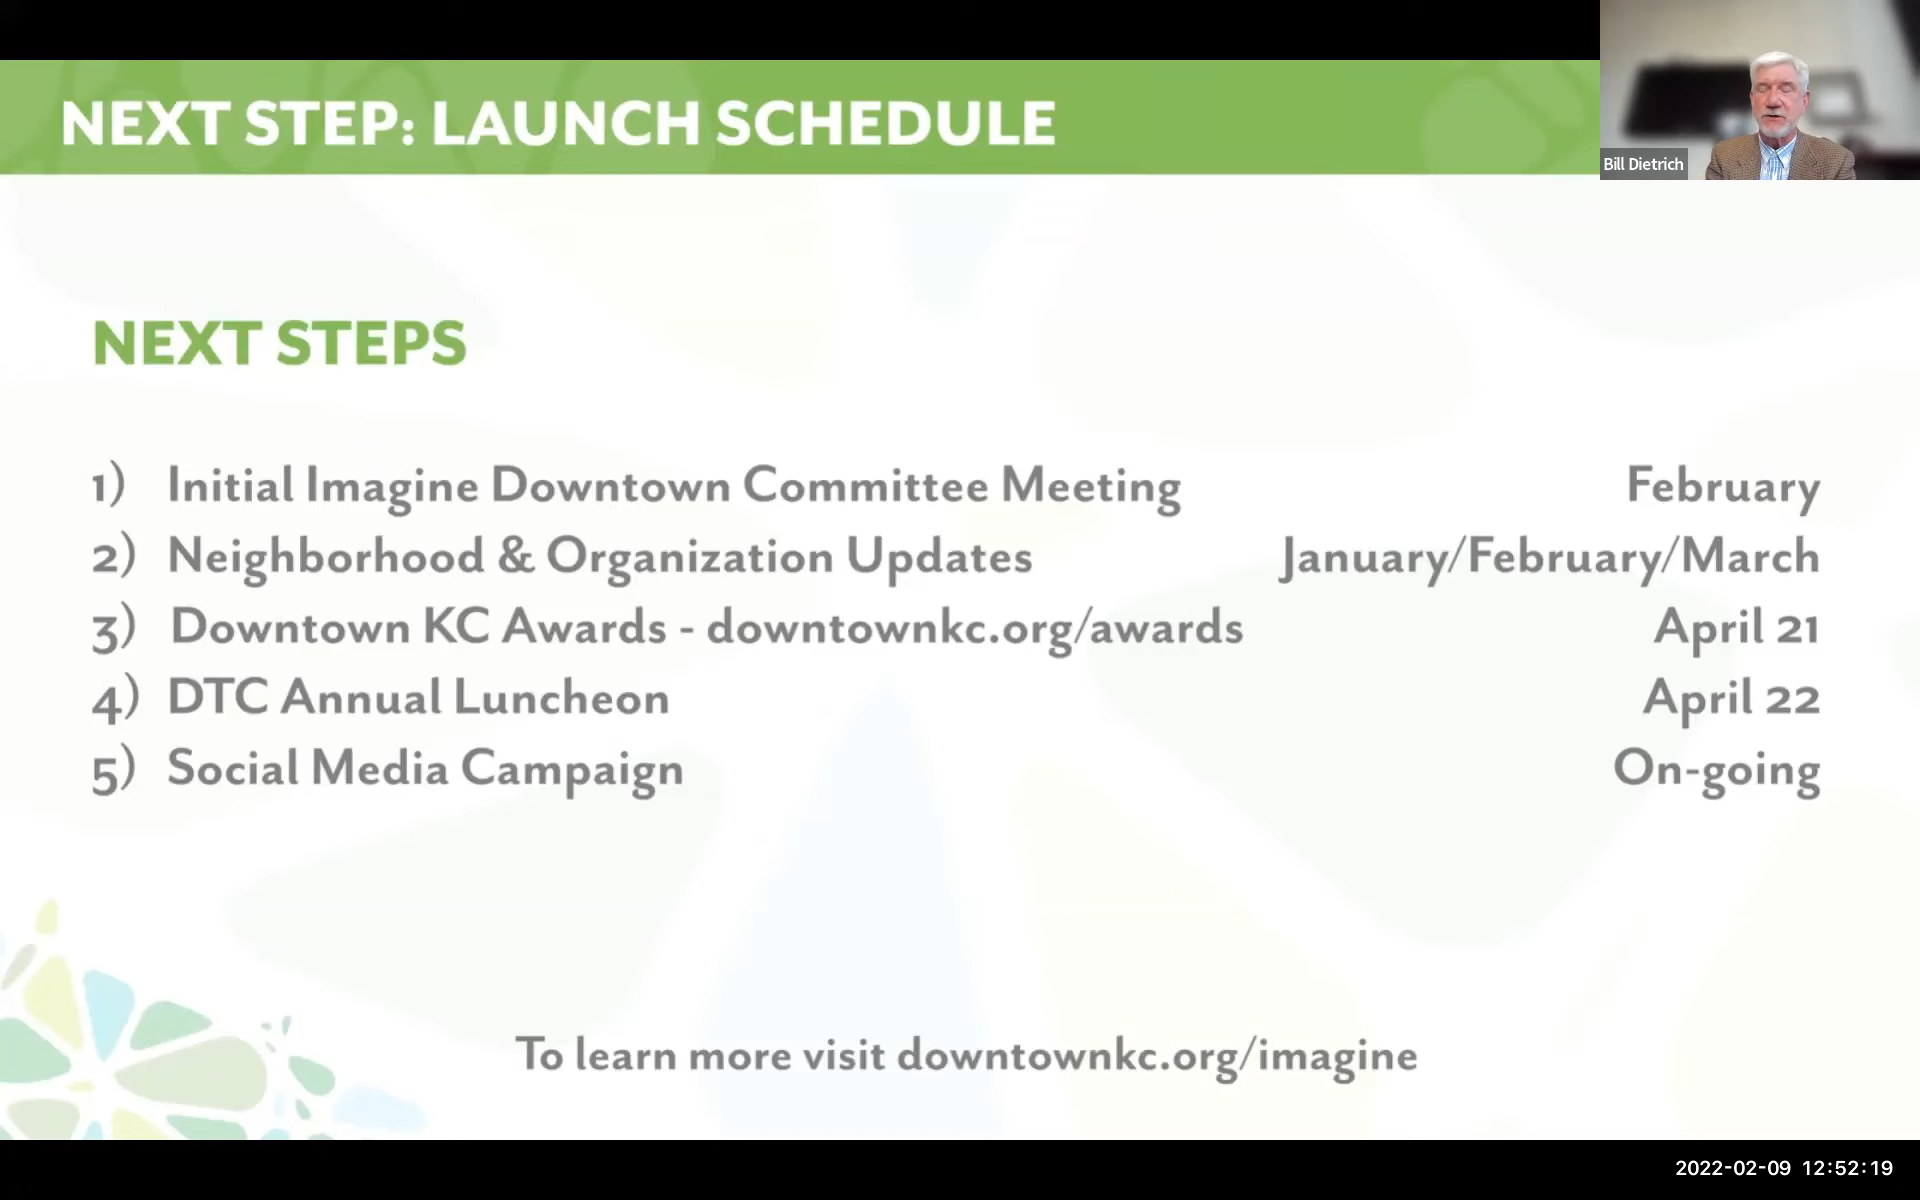 NEXT STEP: LAUNCH SCHEDULE
Bill Dietrich
NEXT STEPS
1) Initial Imagine Downtown Committee Meeting February
2) Neighborhood & Organization Updates January/February/March
3) Downtown KC Awards - downtownkc.org/awards April 21
4) DTC Annual Luncheon April 22
5) Social Media Campaign On-going
To learn more visit downtownkc.org/imagine
2022-02-09 12:52:19